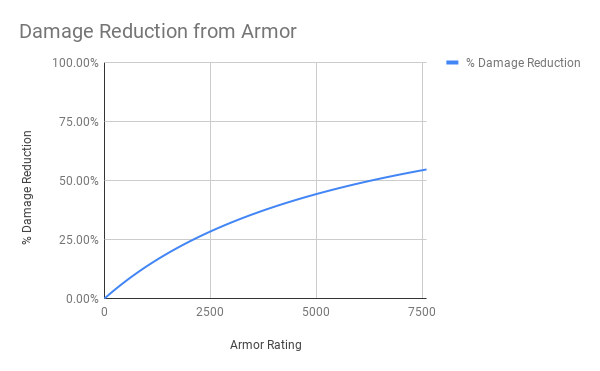 Damage Reduction from Armor
% Damage Reduction
100.00%
75.00%
50.00%
25.00%
0.00%
% Damage Reduction
0
2500
5000
7500
Armor Rating